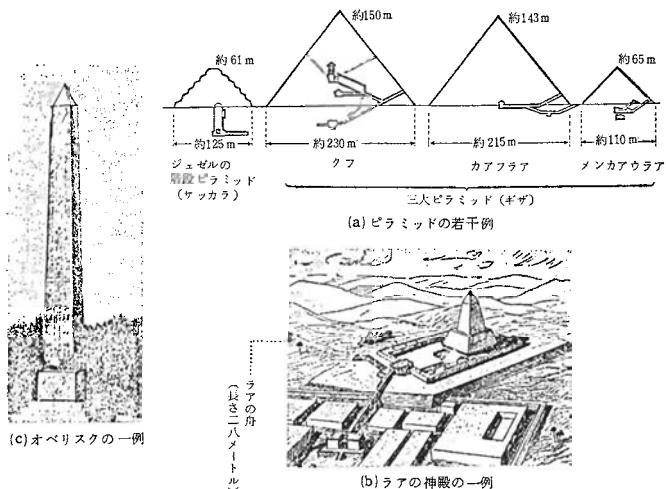 約61m
約150m
約143m
約65m
約125m
約230m
約215m
約110m
ジェゼルの
階段ピラミッド
(サッカラ)
クフ
カアフラア
メンカアウラア
三大ピラミッド(ギザ)
(a)ピラミッドの若干例
ラアの舟
(長さ二八メートル
(b)ラアの神殿の一例
(c)オベリスクの一例